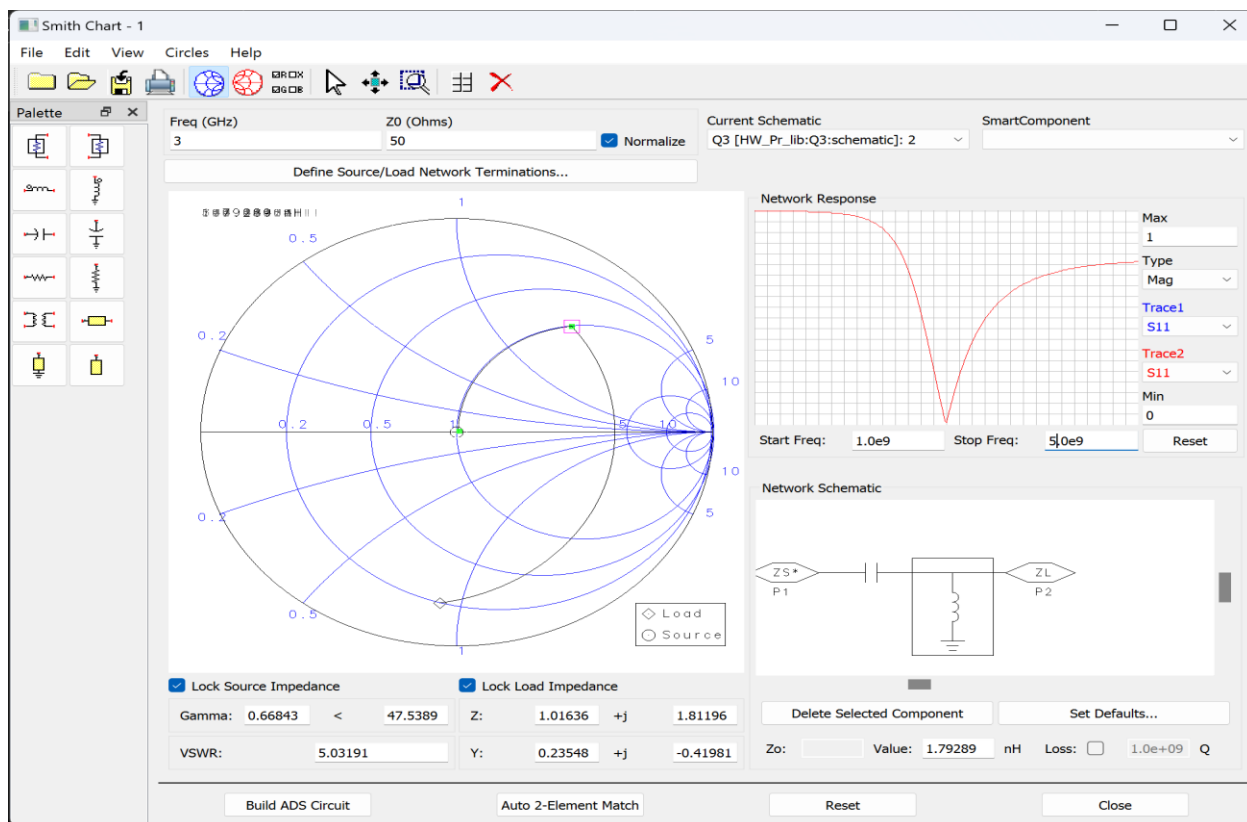 Smith Chart - 1
File Edit View Circles Help
Palette
Freq (GHz) Z0 (Ohms)
3 50 Normalize
Current Schematic SmartComponent
Q3 [HW_Pr_lib:Q3:schematic]: 2
Define Source/Load Network Terminations...
1
0.5
0.2
5
10
0.2 0.5 1 5 10
10
5
0.2
0.5
1
Load
Source
Network Response
Max
1
Type
Mag
Trace1
S11
Trace2
S11
Min
0
Start Freq: 1.0e9 Stop Freq: 5.0e9 Reset
Network Schematic
ZS*
P1
ZL
P2
Lock Source Impedance Lock Load Impedance
Gamma: 0.66843 < 47.5389 Z: 1.01636 +j 1.81196
VSWR: 5.03191 Y: 0.23548 +j -0.41981
Delete Selected Component Set Defaults...
Zo: Value: 1.79289 nH Loss: 1.0e+09 Q
Build ADS Circuit Auto 2-Element Match Reset Close